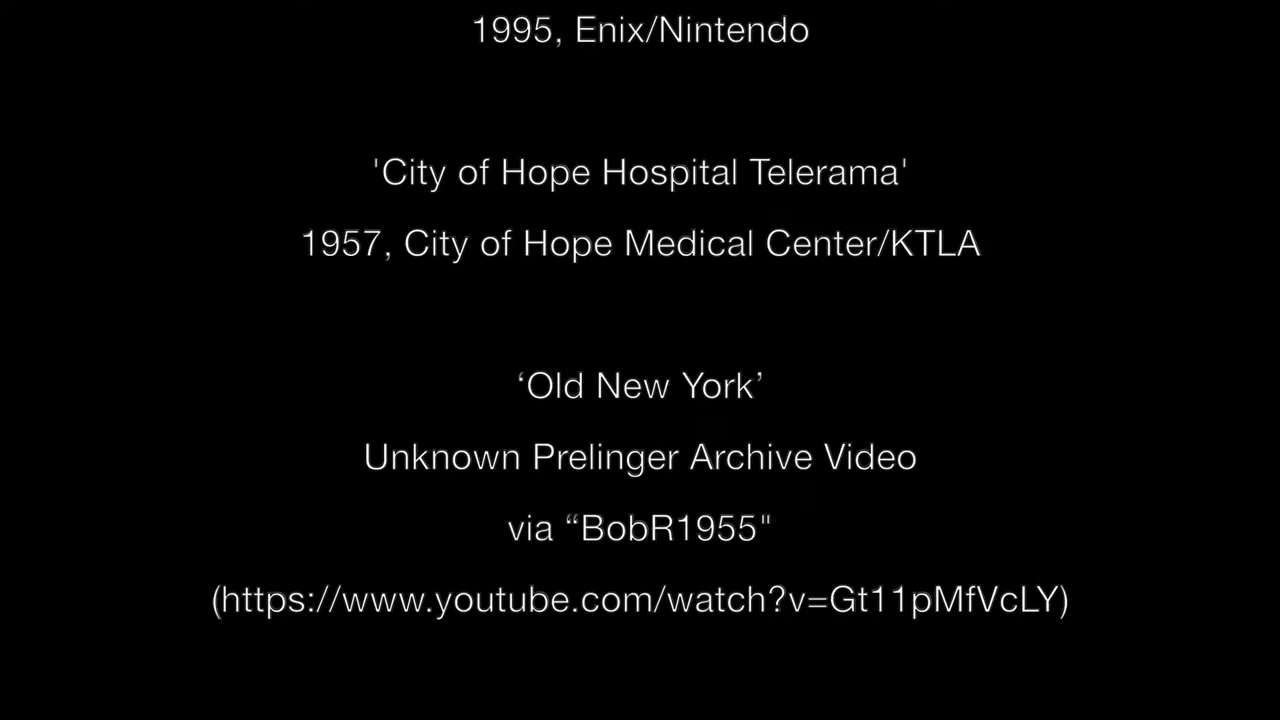 1995, Enix/Nintendo
'City of Hope Hospital Telerama'
1957, City of Hope Medical Center/KTLA
‘Old New York’
Unknown Prelinger Archive Video
via “BobR1955"
(https://www.youtube.com/watch?v=Gt11pMfVcLY)